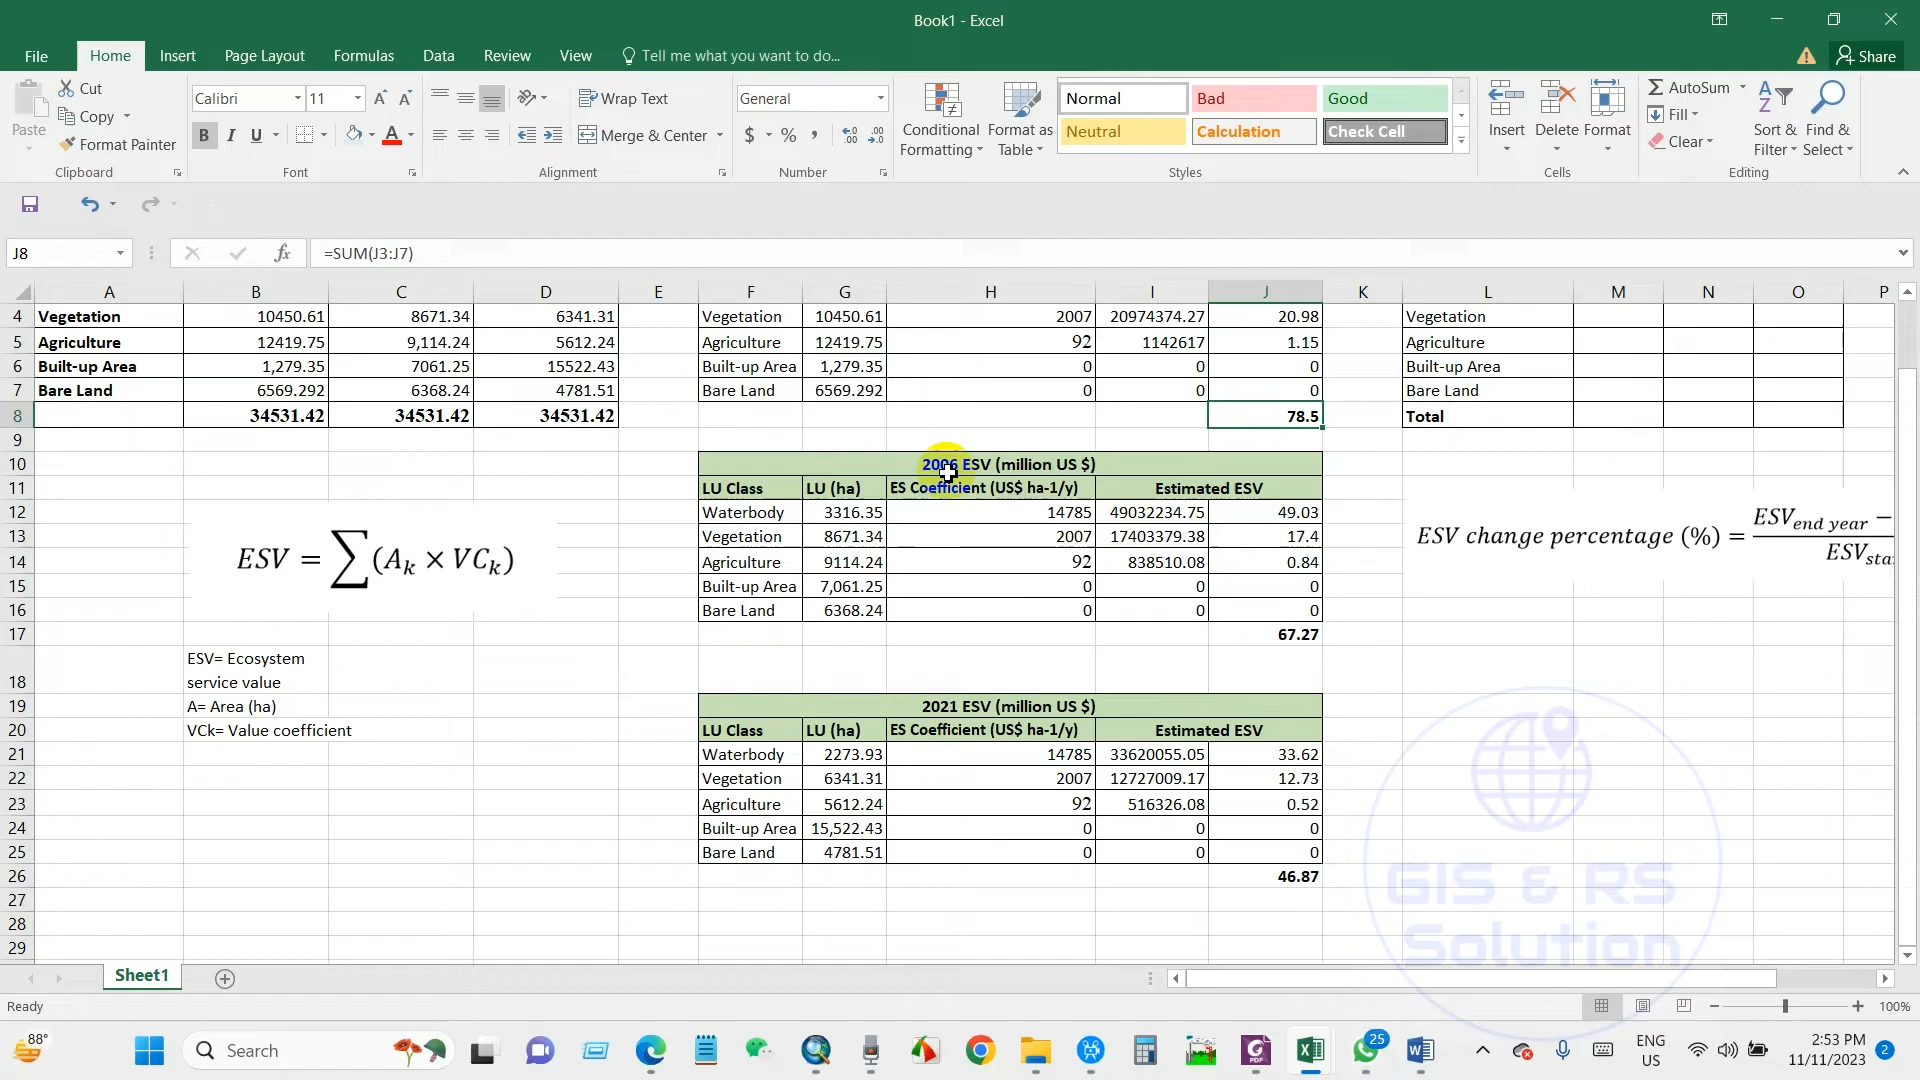 Book1 - Excel
File Home Insert Page Layout Formulas Data Review View Tell me what you want to do... Share
Paste
Cut
Copy
Format Painter
Clipboard
Calibri 11
B I U
Font
Wrap Text
Merge & Center
Alignment
General
$ % ,
Number
Conditional Formatting
Format as Table
Normal Bad Good
Neutral Calculation Check Cell
Styles
Insert Delete Format
Cells
AutoSum
Fill
Clear
Sort & Filter
Find & Select
Editing
J8 fx =SUM(J3:J7)
A B C D E F G H I J K L M N O P
4 Vegetation 10450.61 8671.34 6341.31 Vegetation 10450.61 2007 20974374.27 20.98 Vegetation
5 Agriculture 12419.75 9,114.24 5612.24 Agriculture 12419.75 92 1142617 1.15 Agriculture
6 Built-up Area 1,279.35 7061.25 15522.43 Built-up Area 1,279.35 0 0 0 Built-up Area
7 Bare Land 6569.292 6368.24 4781.51 Bare Land 6569.292 0 0 0 Bare Land
8 34531.42 34531.42 34531.42 78.5 Total
9
10 2006 ESV (million US $)
11 LU Class LU (ha) ES Coefficient (US$ ha-1/y) Estimated ESV
12 Waterbody 3316.35 14785 49032234.75 49.03
13 Vegetation 8671.34 2007 17403379.38 17.4
14 Agriculture 9114.24 92 838510.08 0.84
15 Built-up Area 7,061.25 0 0 0
16 Bare Land 6368.24 0 0 0
17 67.27
ESV = ∑(Aₖ × VCₖ)
ESV change percentage (%) = ESV end year −
ESV sta
18 ESV= Ecosystem
service value
19 A= Area (ha) 2021 ESV (million US $)
20 VCk= Value coefficient LU Class LU (ha) ES Coefficient (US$ ha-1/y) Estimated ESV
21 Waterbody 2273.93 14785 33620055.05 33.62
22 Vegetation 6341.31 2007 12727009.17 12.73
23 Agriculture 5612.24 92 516326.08 0.52
24 Built-up Area 15,522.43 0 0 0
25 Bare Land 4781.51 0 0 0
26 46.87
27
28
29
GIS & RS
Solution
Sheet1
Ready 100%
88°
Search
25
ENG
US
2:53 PM
11/11/2023
2